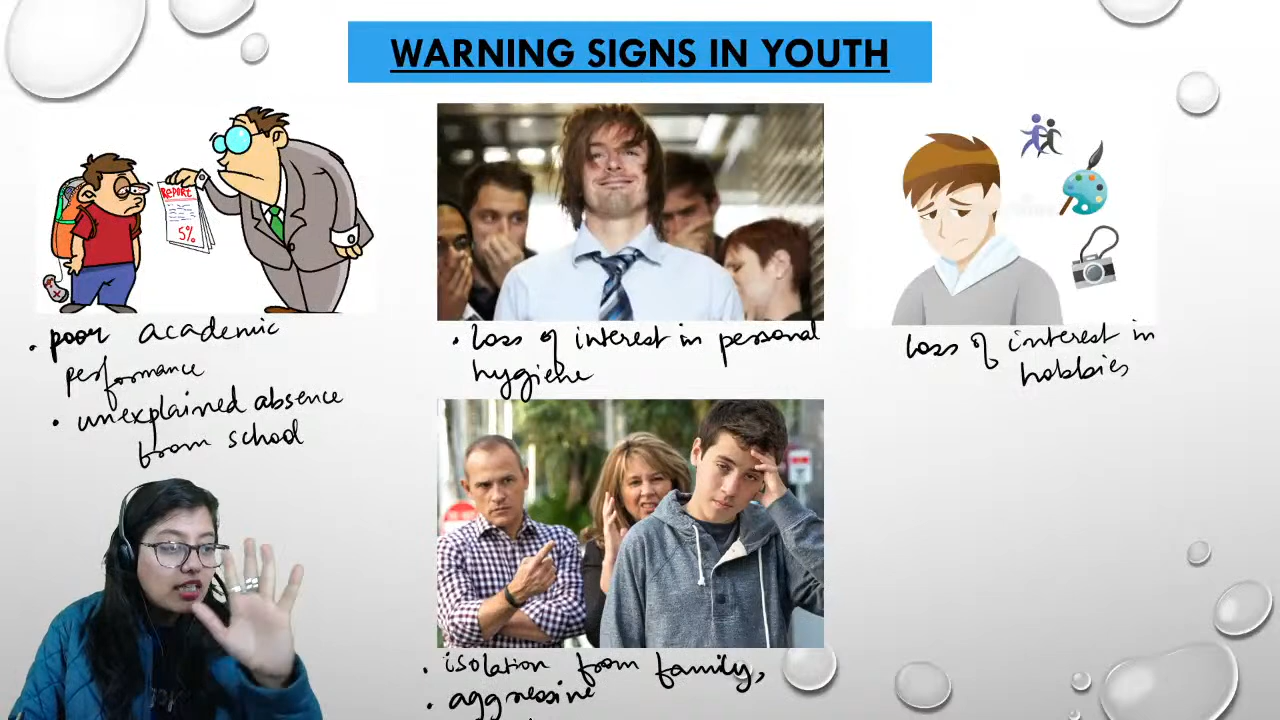 WARNING SIGNS IN YOUTH
REPORT
5%
• poor academic
performance
• unexplained absence
from school
• loss of interest in personal
hygiene
loss of interest in
hobbies
• isolation from family,
• aggressive